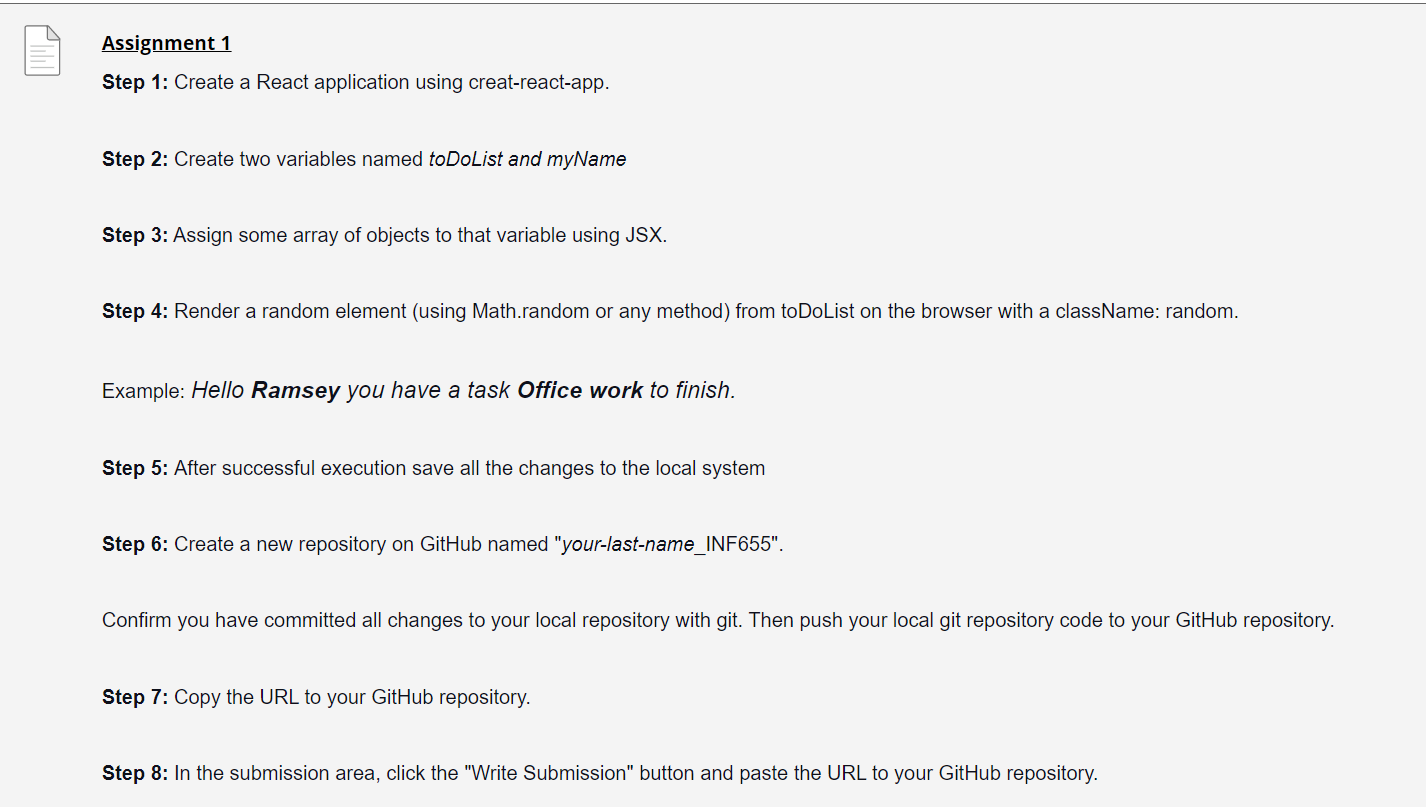 Assignment 1
Step 1: Create a React application using creat-react-app.
Step 2: Create two variables named toDoList and myName
Step 3: Assign some array of objects to that variable using JSX.
Step 4: Render a random element (using Math.random or any method) from toDoList on the browser with a className: random.
Example: Hello Ramsey you have a task Office work to finish.
Step 5: After successful execution save all the changes to the local system
Step 6: Create a new repository on GitHub named "your-last-name_INF655".
Confirm you have committed all changes to your local repository with git. Then push your local git repository code to your GitHub repository.
Step 7: Copy the URL to your GitHub repository.
Step 8: In the submission area, click the "Write Submission" button and paste the URL to your GitHub repository.